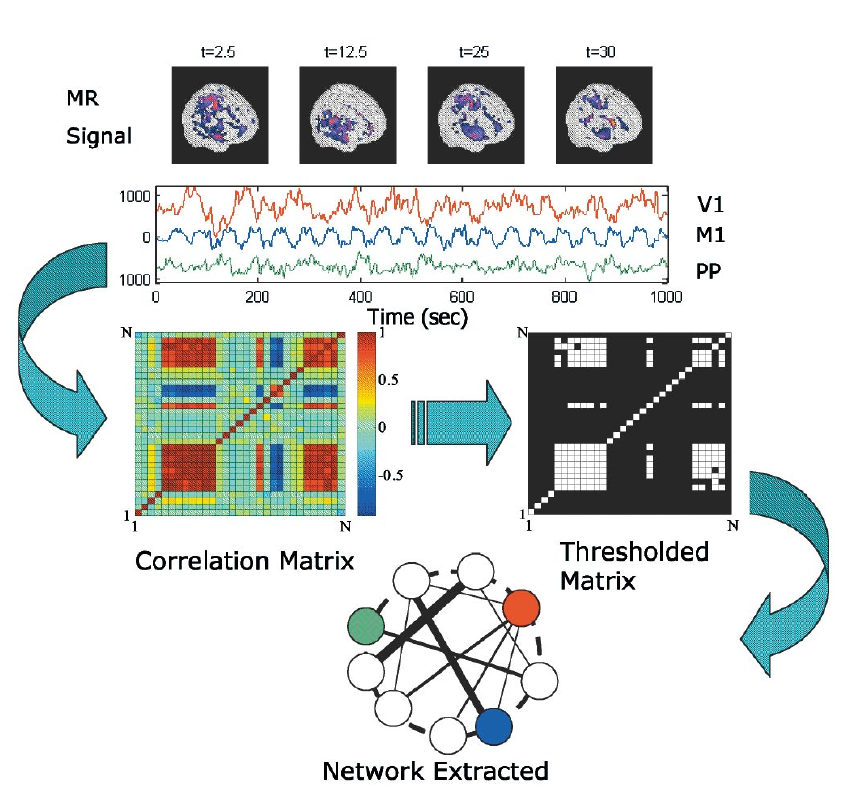 t=2.5 t=12.5 t=25 t=30
MR
Signal
1000
0
1000
V1
M1
PP
0 200 400 600 800 1000
Time (sec)
N
1
1 N
1
0.5
0
-0.5
N
1
1 N
Correlation Matrix
Thresholded
Matrix
Network Extracted